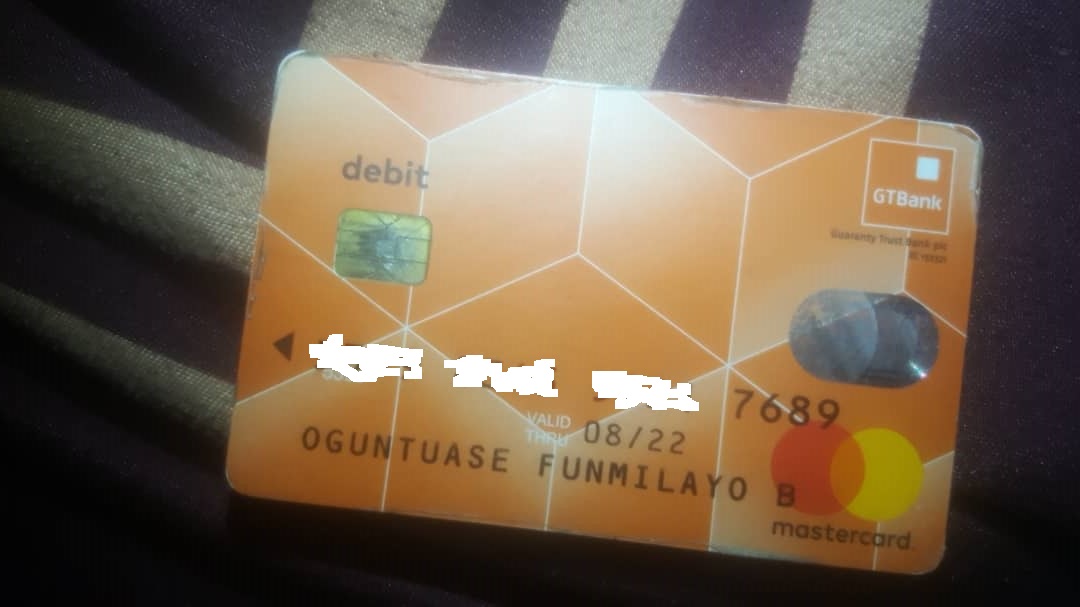 debit
GTBank
Guaranty Trust Bank plc
7689
VALID
THRU 08/22
OGUNTUASE FUNMILAYO B
mastercard.